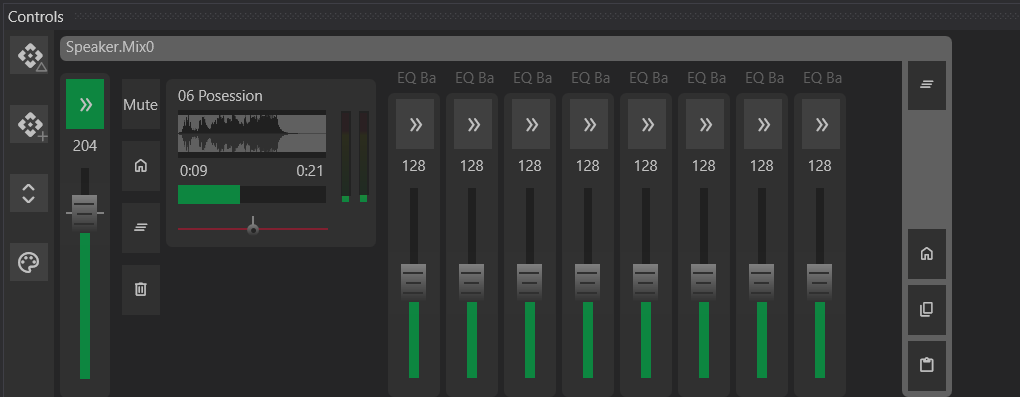 Controls
Speaker.Mix0
EQ Ba EQ Ba EQ Ba EQ Ba EQ Ba EQ Ba EQ Ba EQ Ba
Mute
06 Posession
204
128 128 128 128 128 128 128 128
0:09 0:21